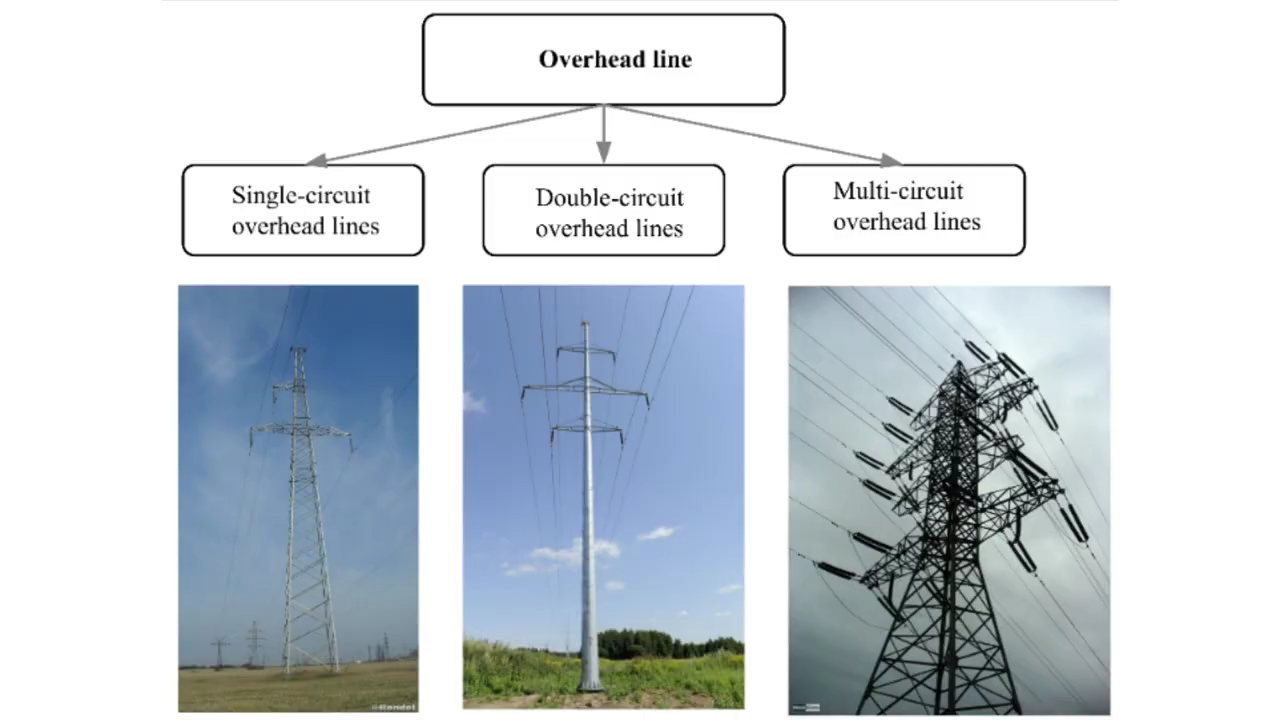 Overhead line
Single-circuit
overhead lines
Double-circuit
overhead lines
Multi-circuit
overhead lines